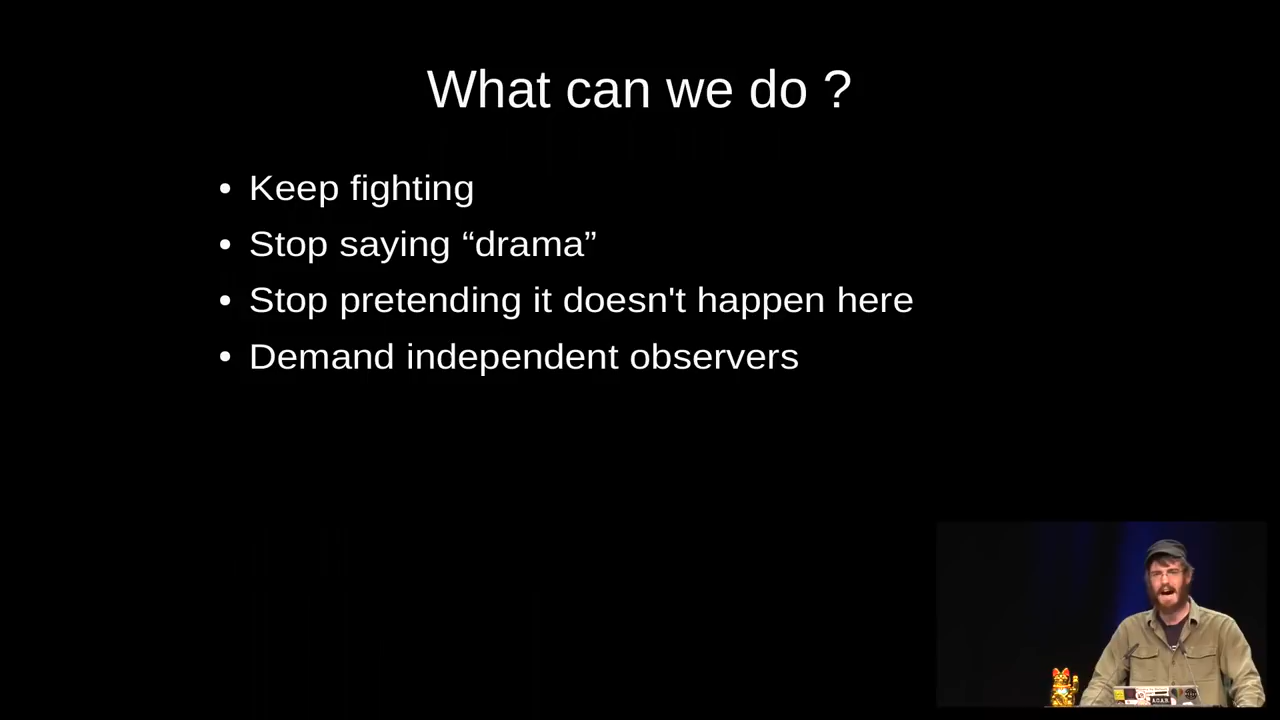 What can we do ?
• Keep fighting
• Stop saying “drama”
• Stop pretending it doesn't happen here
• Demand independent observers